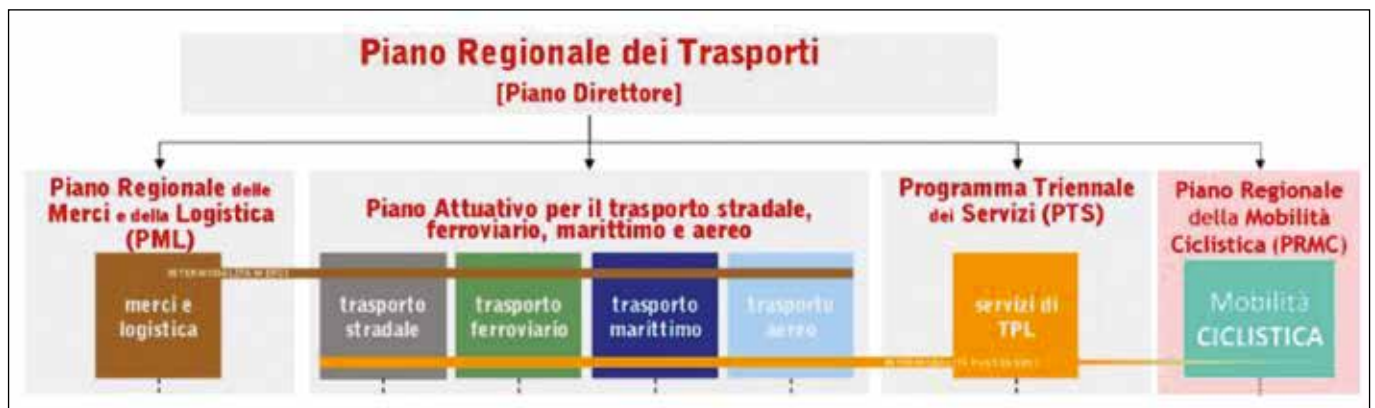 Piano Regionale dei Trasporti
[Piano Direttore]
Piano Regionale delle
Merci e della Logistica
(PML)
merci e
logistica
Piano Attuativo per il trasporto stradale,
ferroviario, marittimo e aereo
trasporto
stradale
trasporto
ferroviario
trasporto
marittimo
trasporto
aereo
Programma Triennale
dei Servizi (PTS)
servizi di
TPL
Piano Regionale
della Mobilità
Ciclistica (PRMC)
Mobilità
CICLISTICA